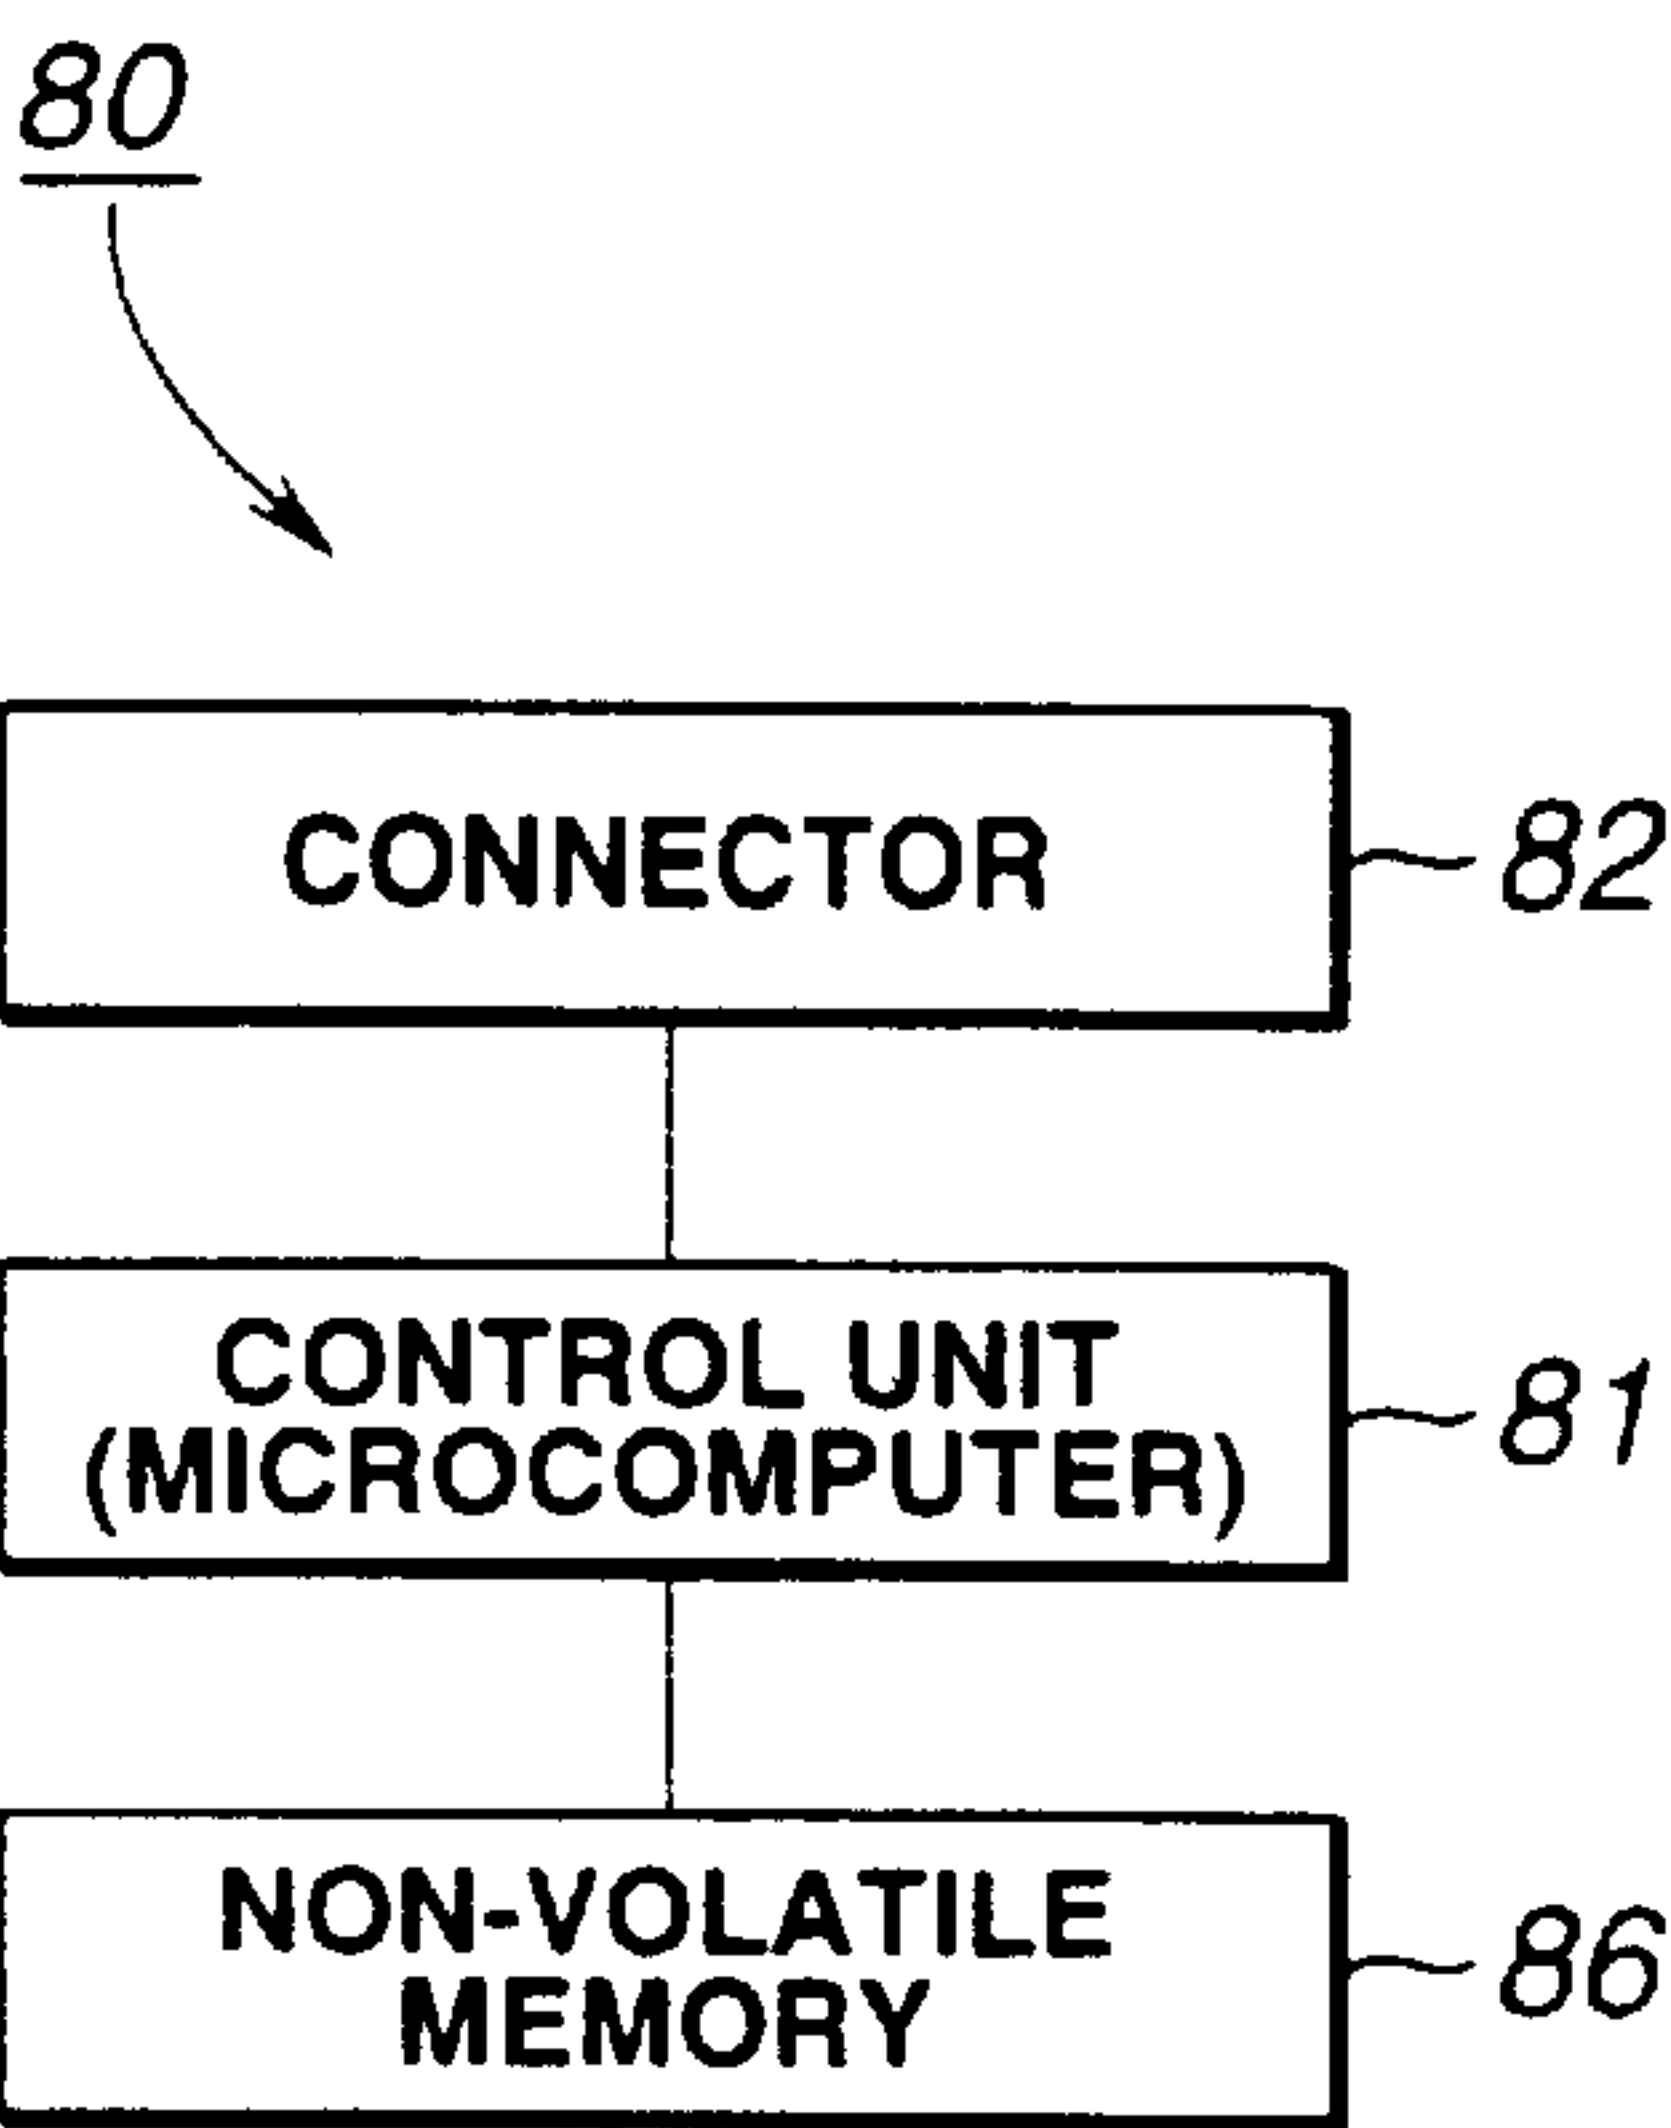 80
CONNECTOR
82
CONTROL UNIT
(MICROCOMPUTER)
81
NON-VOLATILE
MEMORY
86